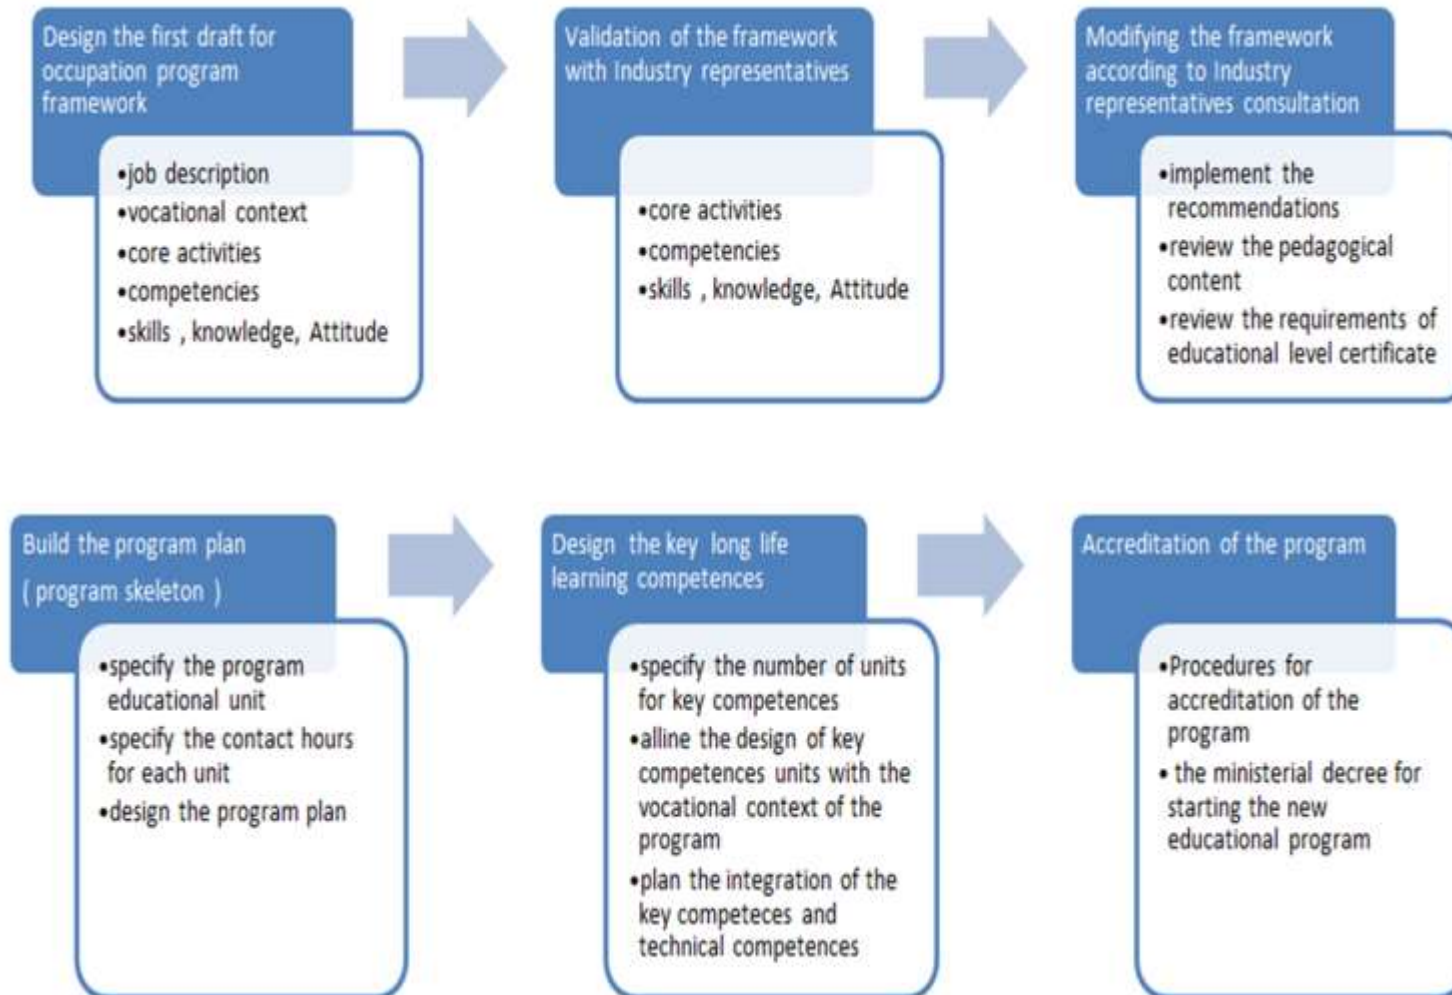 Design the first draft for
occupation program
framework
•job description
•vocational context
•core activities
•competencies
•skills , knowledge, Attitude
Validation of the framework
with Industry representatives
•core activities
•competencies
•skills , knowledge, Attitude
Modifying the framework
according to Industry
representatives consultation
•implement the
recommendations
•review the pedagogical
content
•review the requirements of
educational level certificate
Build the program plan
( program skeleton )
•specify the program
educational unit
•specify the contact hours
for each unit
•design the program plan
Design the key long life
learning competences
•specify the number of units
for key competences
•alline the design of key
competences units with the
vocational context of the
program
•plan the integration of the
key competeces and
technical competences
Accreditation of the program
•Procedures for
accreditation of the
program
• the ministerial decree for
starting the new
educational program